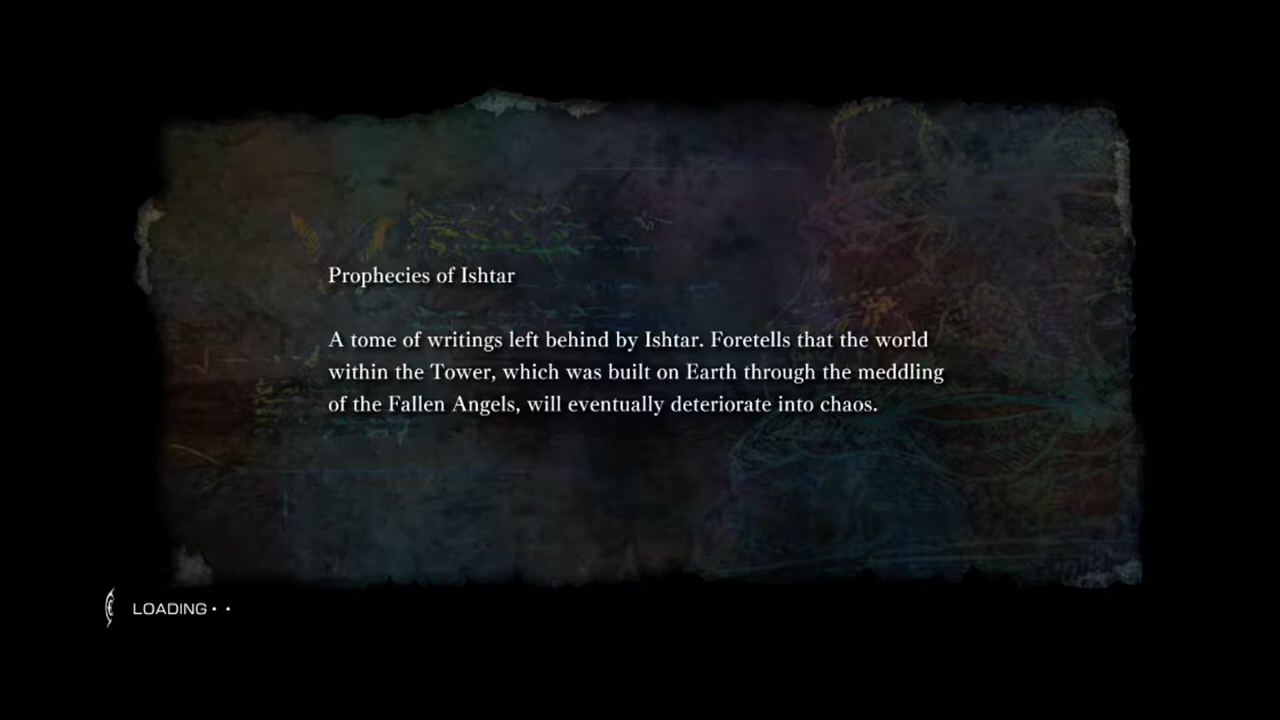 Prophecies of Ishtar
A tome of writings left behind by Ishtar. Foretells that the world
within the Tower, which was built on Earth through the meddling
of the Fallen Angels, will eventually deteriorate into chaos.
LOADING • •